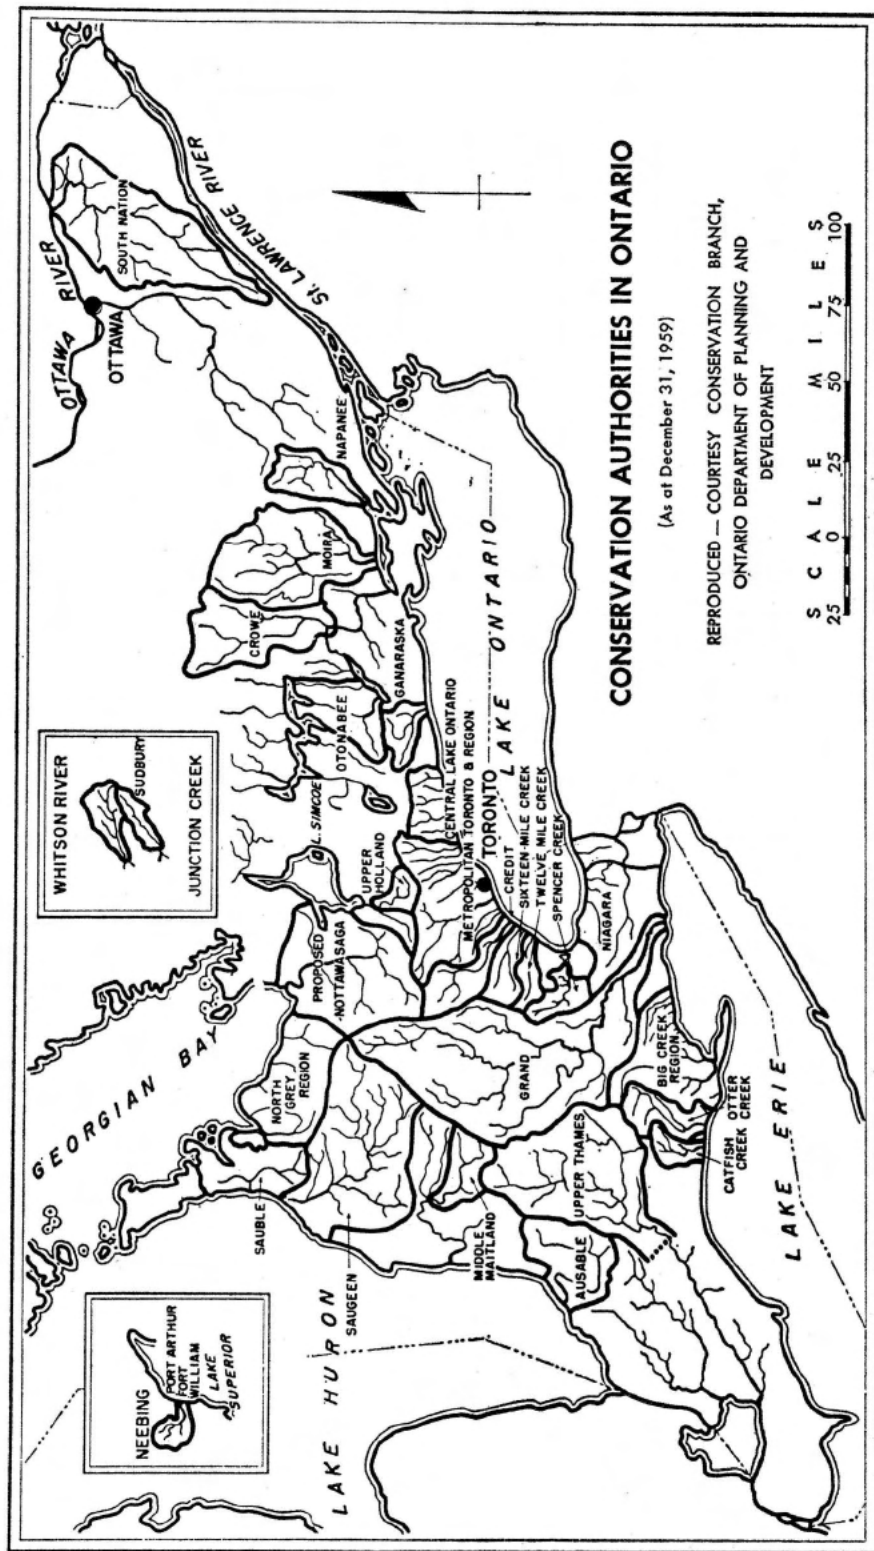 NEEBING
PORT ARTHUR
FORT
WILLIAM
LAKE
SUPERIOR
GEORGIAN BAY
WHITSON RIVER
SUDBURY
JUNCTION CREEK
OTTAWA RIVER
OTTAWA
SOUTH NATION
St. LAWRENCE RIVER
LAKE HURON
SAUBLE
SAUGEEN
NORTH
GREY
REGION
PROPOSED
NOTTAWASAGA
L. SIMCOE
UPPER
HOLLAND
OTONABEE
CROWE
MOIRA
NAPANEE
GANARASKA
CENTRAL LAKE ONTARIO
METROPOLITAN TORONTO & REGION
TORONTO
LAKE ONTARIO
CREDIT
SIXTEEN-MILE CREEK
TWELVE MILE CREEK
SPENCER CREEK
MIDDLE
MAITLAND
AUSABLE
UPPER THAMES
GRAND
NIAGARA
BIG CREEK
REGION
OTTER
CREEK
CATFISH
CREEK
LAKE ERIE
CONSERVATION AUTHORITIES IN ONTARIO
(As at December 31, 1959)
REPRODUCED — COURTESY CONSERVATION BRANCH,
ONTARIO DEPARTMENT OF PLANNING AND
DEVELOPMENT
SCALE MILES
25 0 25 50 75 100